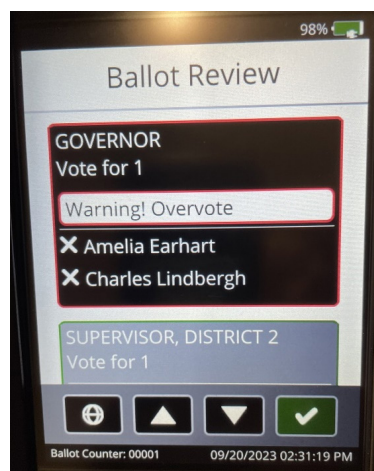 98%
Ballot Review
GOVERNOR
Vote for 1
Warning! Overvote
Amelia Earhart
Charles Lindbergh
SUPERVISOR, DISTRICT 2
Vote for 1
Ballot Counter: 00001 09/20/2023 02:31:19 PM